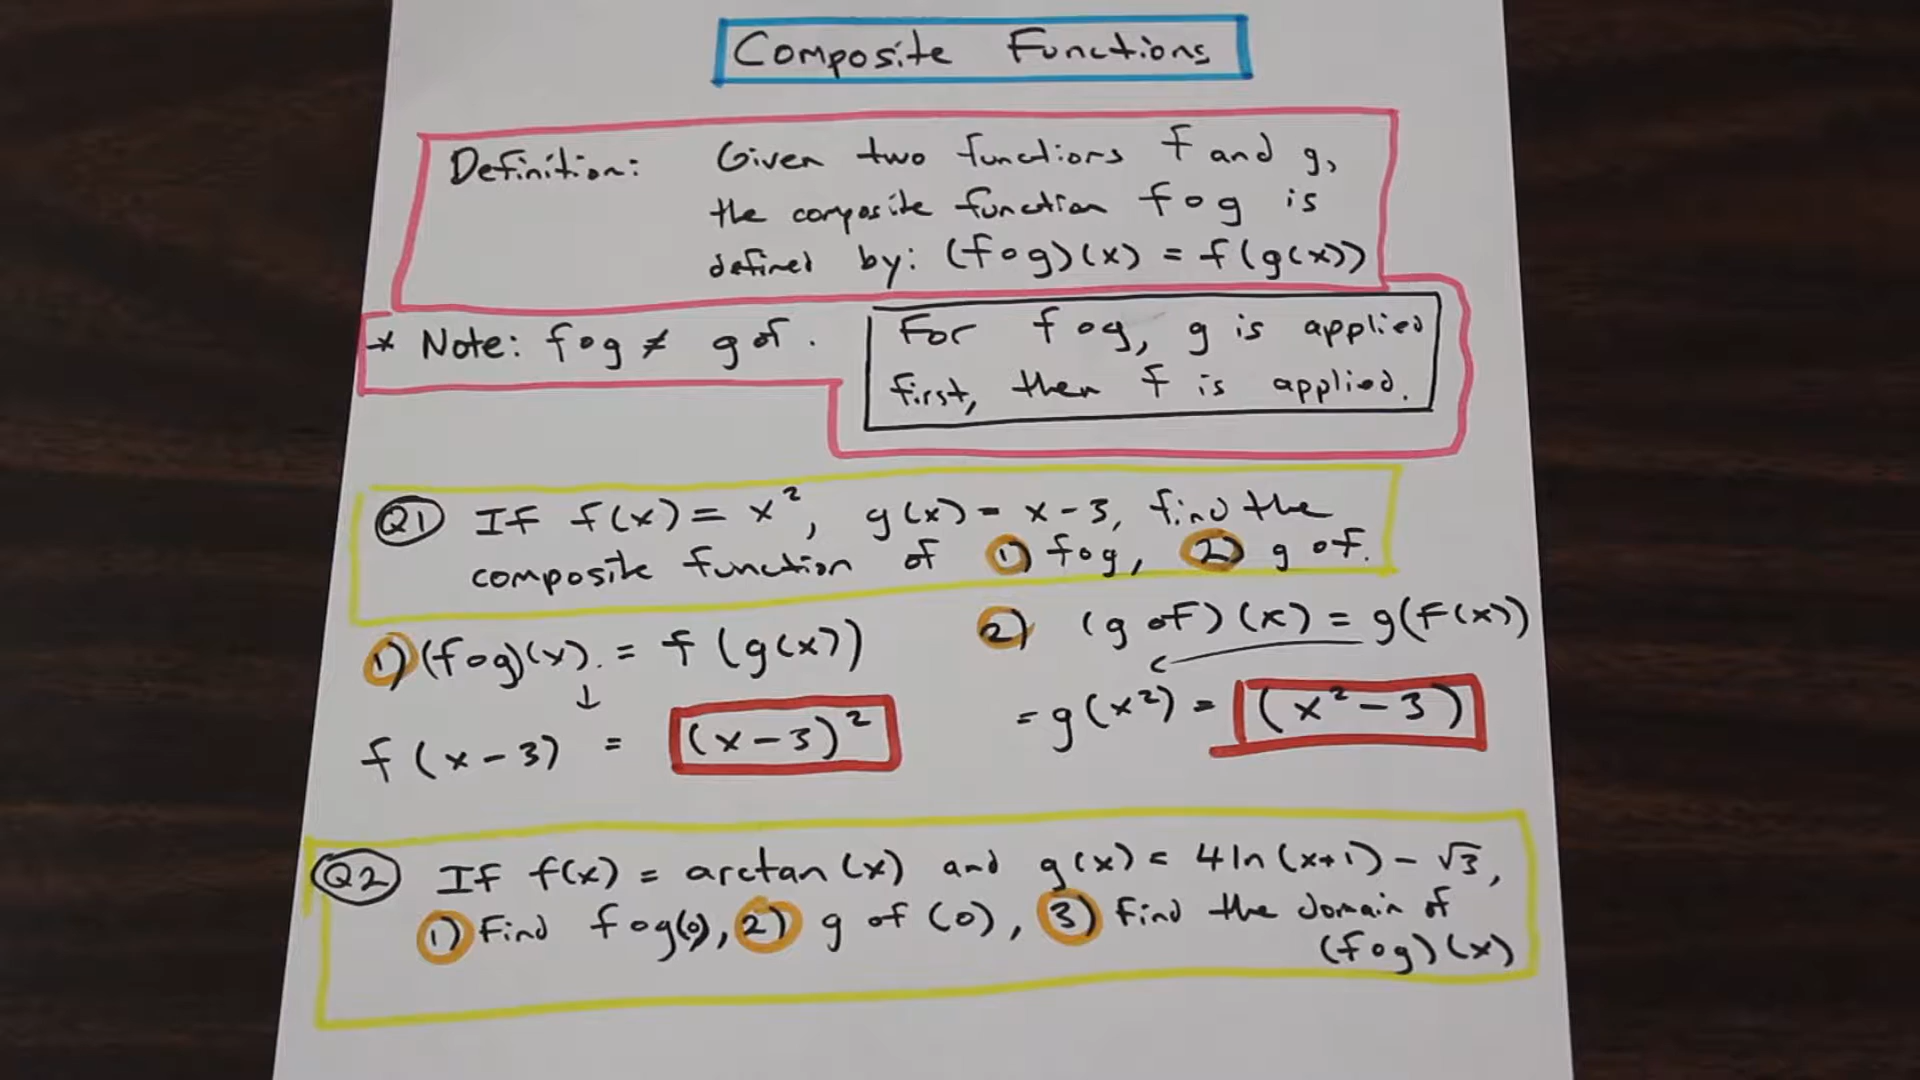 Composite Functions
Definition: Given two functions f and g,
the composite function f o g is
defined by: (f o g)(x) = f(g(x))
* Note: f o g ≠ g o f.
For f o g, g is applied
first, then f is applied.
Q1 If f(x) = x², g(x) = x - 3, find the
composite function of 1) f o g, 2) g o f.
1) (f o g)(x) = f(g(x))
↓
f(x - 3) = (x - 3)²
2) (g o f)(x) = g(f(x))
= g(x²) = (x² - 3)
Q2 If f(x) = arctan(x) and g(x) = 4ln(x+1) - √3,
1) Find f o g(0), 2) g o f (0), 3) Find the domain of
(f o g)(x)